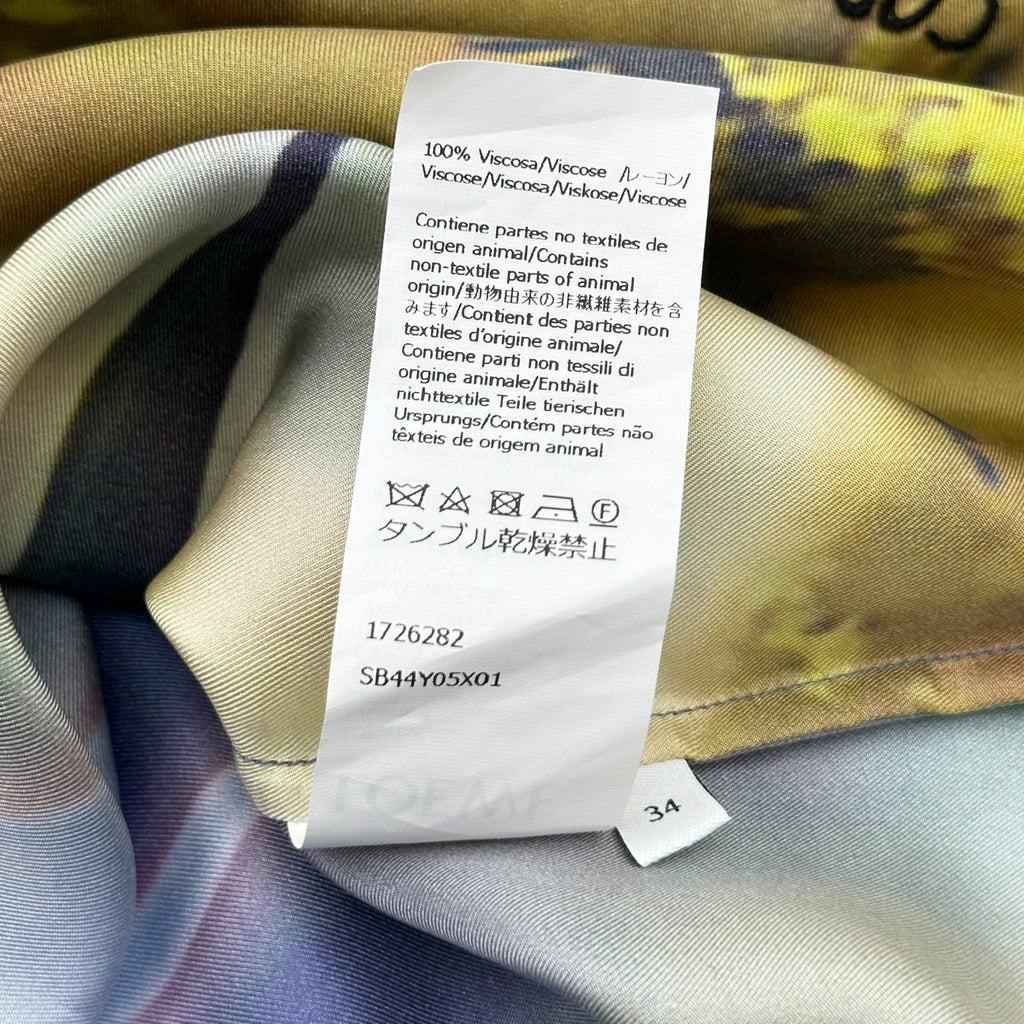 100% Viscosa/Viscose /レーヨン/
Viscose/Viscosa/Viskose/Viscose
Contiene partes no textiles de
origen animal/Contains
non-textile parts of animal
origin/動物由来の非繊維素材を含
みます/Contient des parties non
textiles d'origine animale/
Contiene parti non tessili di
origine animale/Enthält
nichttextile Teile tierischen
Ursprungs/Contém partes não
têxteis de origem animal
F
タンブル乾燥禁止
1726282
SB44Y05X01
34